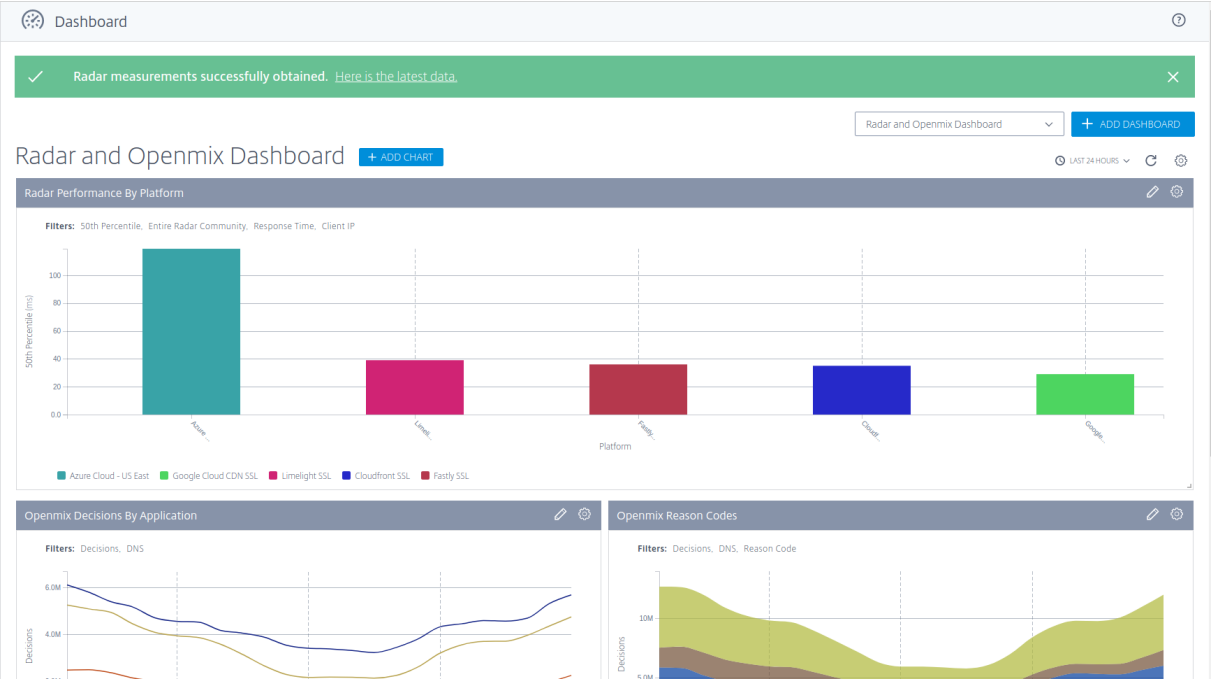 Dashboard
Radar measurements successfully obtained. Here is the latest data.
Radar and Openmix Dashboard
+ ADD DASHBOARD
Radar and Openmix Dashboard
+ ADD CHART
LAST 24 HOURS
Radar Performance By Platform
Filters: 50th Percentile, Entire Radar Community, Response Time, Client IP
50th Percentile (ms)
100
80
60
40
20
0.0
Azure...
Limeli...
Fastly...
Cloudf...
Google...
Platform
Azure Cloud - US East
Google Cloud CDN SSL
Limelight SSL
Cloudfront SSL
Fastly SSL
Openmix Decisions By Application
Filters: Decisions, DNS
Decisions
6.0M
4.0M
Openmix Reason Codes
Filters: Decisions, DNS, Reason Code
Decisions
10M
5.0M